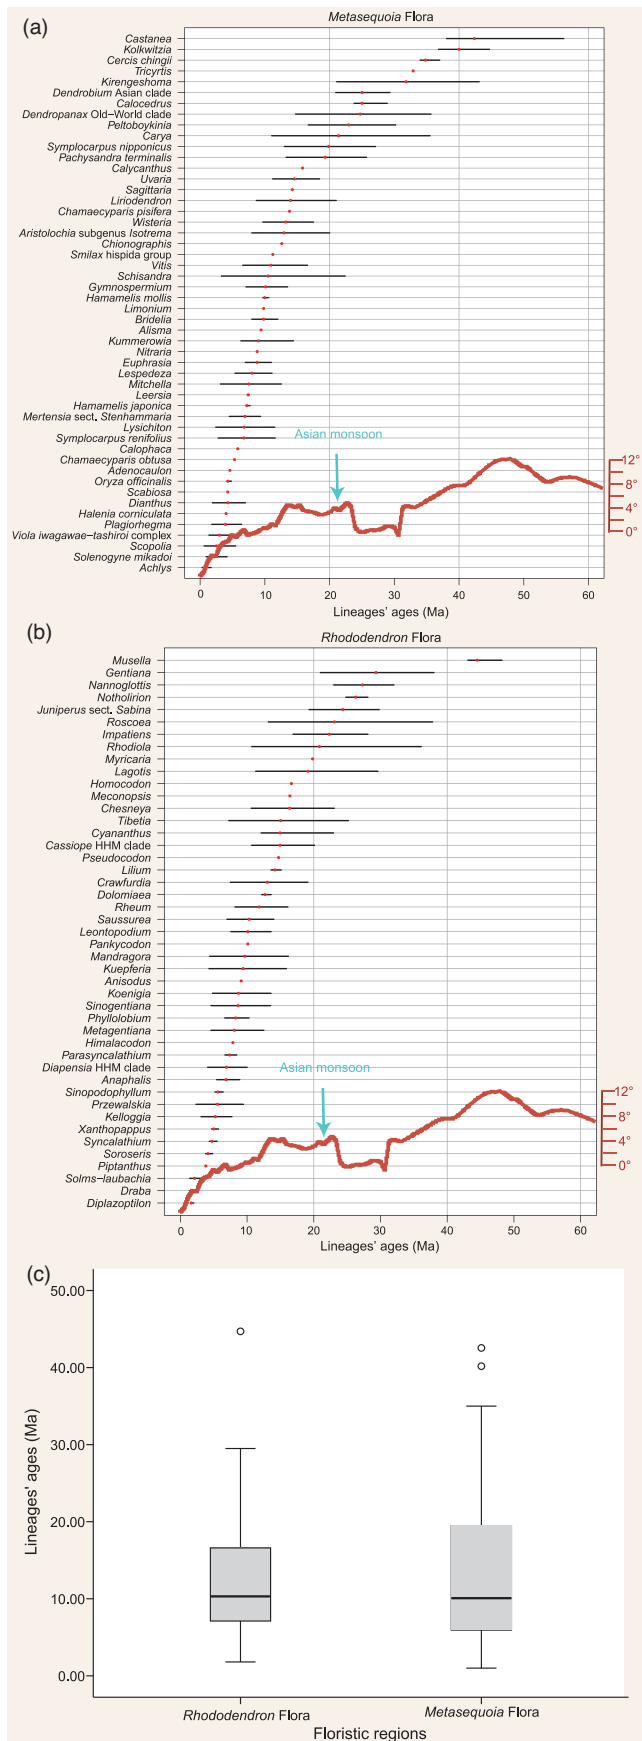 (a)
Metasequoia Flora
Castanea
Kolkwitzia
Cercis chingii
Tricyrtis
Kirengeshoma
Dendrobium Asian clade
Calocedrus
Dendropanax Old-World clade
Peltoboykinia
Carya
Symplocarpus nipponicus
Pachysandra terminalis
Calycanthus
Uvaria
Sagittaria
Liriodendron
Chamaecyparis pisifera
Wisteria
Aristolochia subgenus Isotrema
Chionographis
Smilax hispida group
Vitis
Schisandra
Gymnospermium
Hamamelis mollis
Limonium
Bridelia
Alisma
Kummerowia
Nitraria
Euphrasia
Lespedeza
Mitchella
Leersia
Hamamelis japonica
Mertensia sect. Stenhammaria
Lysichiton
Symplocarpus renifolius
Calophaca
Chamaecyparis obtusa
Adenocaulon
Oryza officinalis
Scabiosa
Dianthus
Halenia corniculata
Plagiorhegma
Viola iwagawae-tashiroi complex
Scopolia
Solenogyne mikadoi
Achlys
Asian monsoon
12°
8°
4°
0°
0 10 20 30 40 50 60
Lineages' ages (Ma)
(b)
Rhododendron Flora
Musella
Gentiana
Nannoglottis
Notholirion
Juniperus sect. Sabina
Roscoea
Impatiens
Rhodiola
Myricaria
Lagotis
Homocodon
Meconopsis
Chesneya
Tibetia
Cyananthus
Cassiope HHM clade
Pseudocodon
Lilium
Crawfurdia
Dolomiaea
Rheum
Saussurea
Leontopodium
Pankycodon
Mandragora
Kuepferia
Anisodus
Koenigia
Sinogentiana
Phyllolobium
Metagentiana
Himalacodon
Parasyncalathium
Diapensia HHM clade
Anaphalis
Sinopodophyllum
Przewalskia
Kelloggia
Xanthopappus
Syncalathium
Soroseris
Piptanthus
Solms-laubachia
Draba
Diplazoptilon
Asian monsoon
12°
8°
4°
0°
0 10 20 30 40 50 60
Lineages' ages (Ma)
(c)
50.00
40.00
30.00
20.00
10.00
0.00
Lineages' ages (Ma)
Rhododendron Flora
Metasequoia Flora
Floristic regions